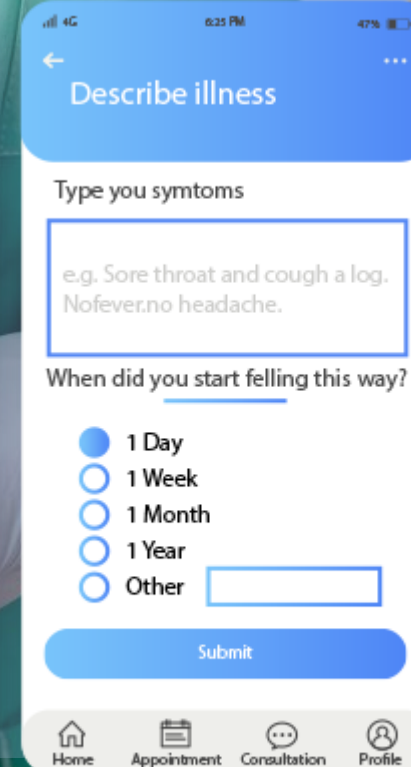 4G 6:25 PM 47%
Describe illness
Type you symtoms
e.g. Sore throat and cough a log.
Nofever.no headache.
When did you start felling this way?
1 Day
1 Week
1 Month
1 Year
Other
Submit
Home Appointment Consultation Profile